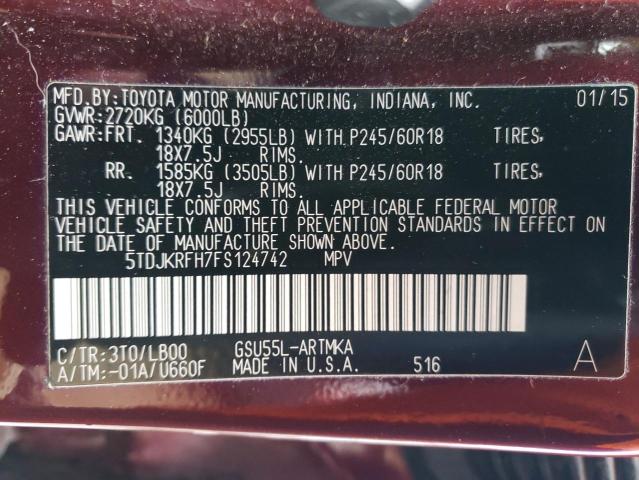 MFD.BY:TOYOTA MOTOR MANUFACTURING, INDIANA, INC. 01/15
GVWR:2720KG (6000LB)
GAWR:FRT. 1340KG (2955LB) WITH P245/60R18 TIRES,
18X7.5J RIMS.
RR. 1585KG (3505LB) WITH P245/60R18 TIRES,
18X7.5J RIMS.
THIS VEHICLE CONFORMS TO ALL APPLICABLE FEDERAL MOTOR
VEHICLE SAFETY AND THEFT PREVENTION STANDARDS IN EFFECT ON
THE DATE OF MANUFACTURE SHOWN ABOVE.
5TDJKRFH7FS124742 MPV
C/TR:3T0/LB00 GSU55L-ARTMKA
A/TM:-01A/U660F MADE IN U.S.A. 516 A